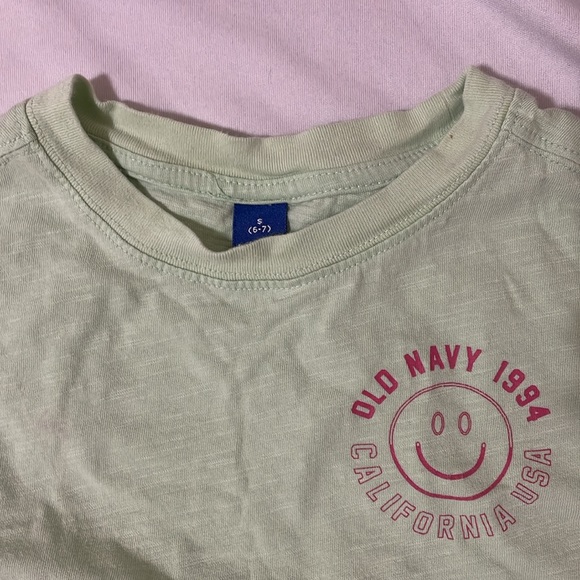 S
(6-7)
OLD NAVY 1994
CALIFORNIA USA